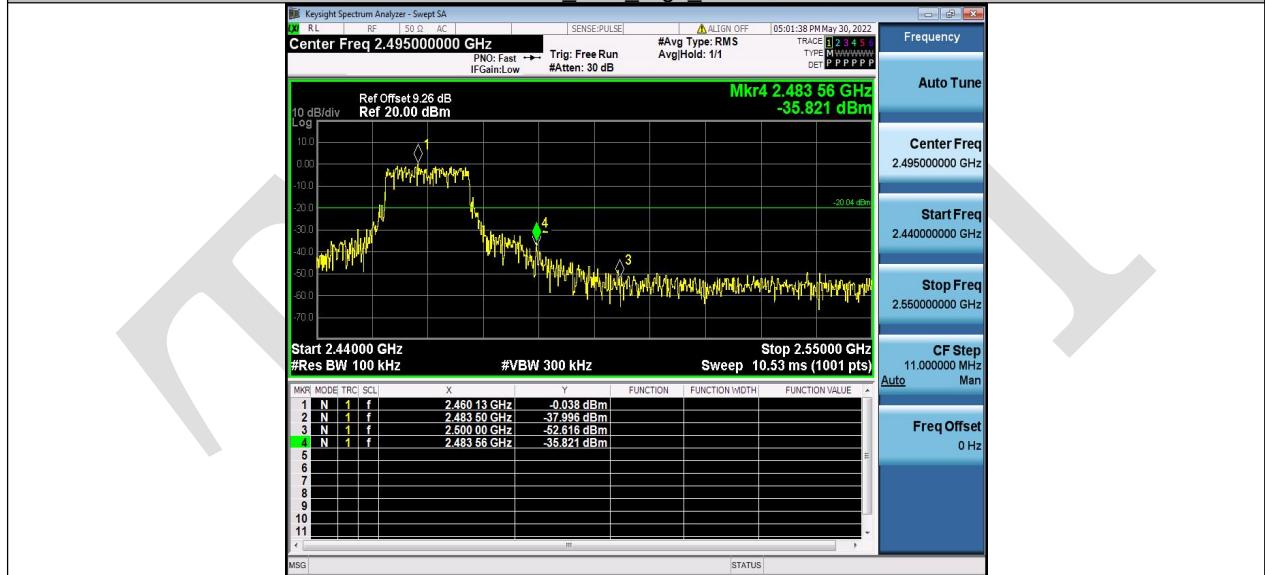 Keysight Spectrum Analyzer - Swept SA
RL RF 50 Ω AC SENSE:PULSE ALIGN OFF 05:01:38 PM May 30, 2022
Center Freq 2.495000000 GHz
PNO: Fast
IFGain:Low
Trig: Free Run
#Atten: 30 dB
#Avg Type: RMS
Avg|Hold: 1/1
TRACE 1 2 3 4 5 6
TYPE M W W W W W
DET P P P P P P
Mkr4 2.483 56 GHz
-35.821 dBm
Ref Offset 9.26 dB
10 dB/div Ref 20.00 dBm
Log
10.0
0.00
-10.0
-20.0
-30.0
-40.0
-50.0
-60.0
-70.0
1
4
3
-20.04 dBm
Start 2.44000 GHz Stop 2.55000 GHz
#Res BW 100 kHz #VBW 300 kHz Sweep 10.53 ms (1001 pts)
MKR MODE TRC SCL X Y FUNCTION FUNCTION WIDTH FUNCTION VALUE
1 N 1 f 2.460 13 GHz -0.038 dBm
2 N 1 f 2.483 50 GHz -37.996 dBm
3 N 1 f 2.500 00 GHz -52.616 dBm
4 N 1 f 2.483 56 GHz -35.821 dBm
5
6
7
8
9
10
11
MSG STATUS
Frequency
Auto Tune
Center Freq
2.495000000 GHz
Start Freq
2.440000000 GHz
Stop Freq
2.550000000 GHz
CF Step
11.000000 MHz
Auto Man
Freq Offset
0 Hz